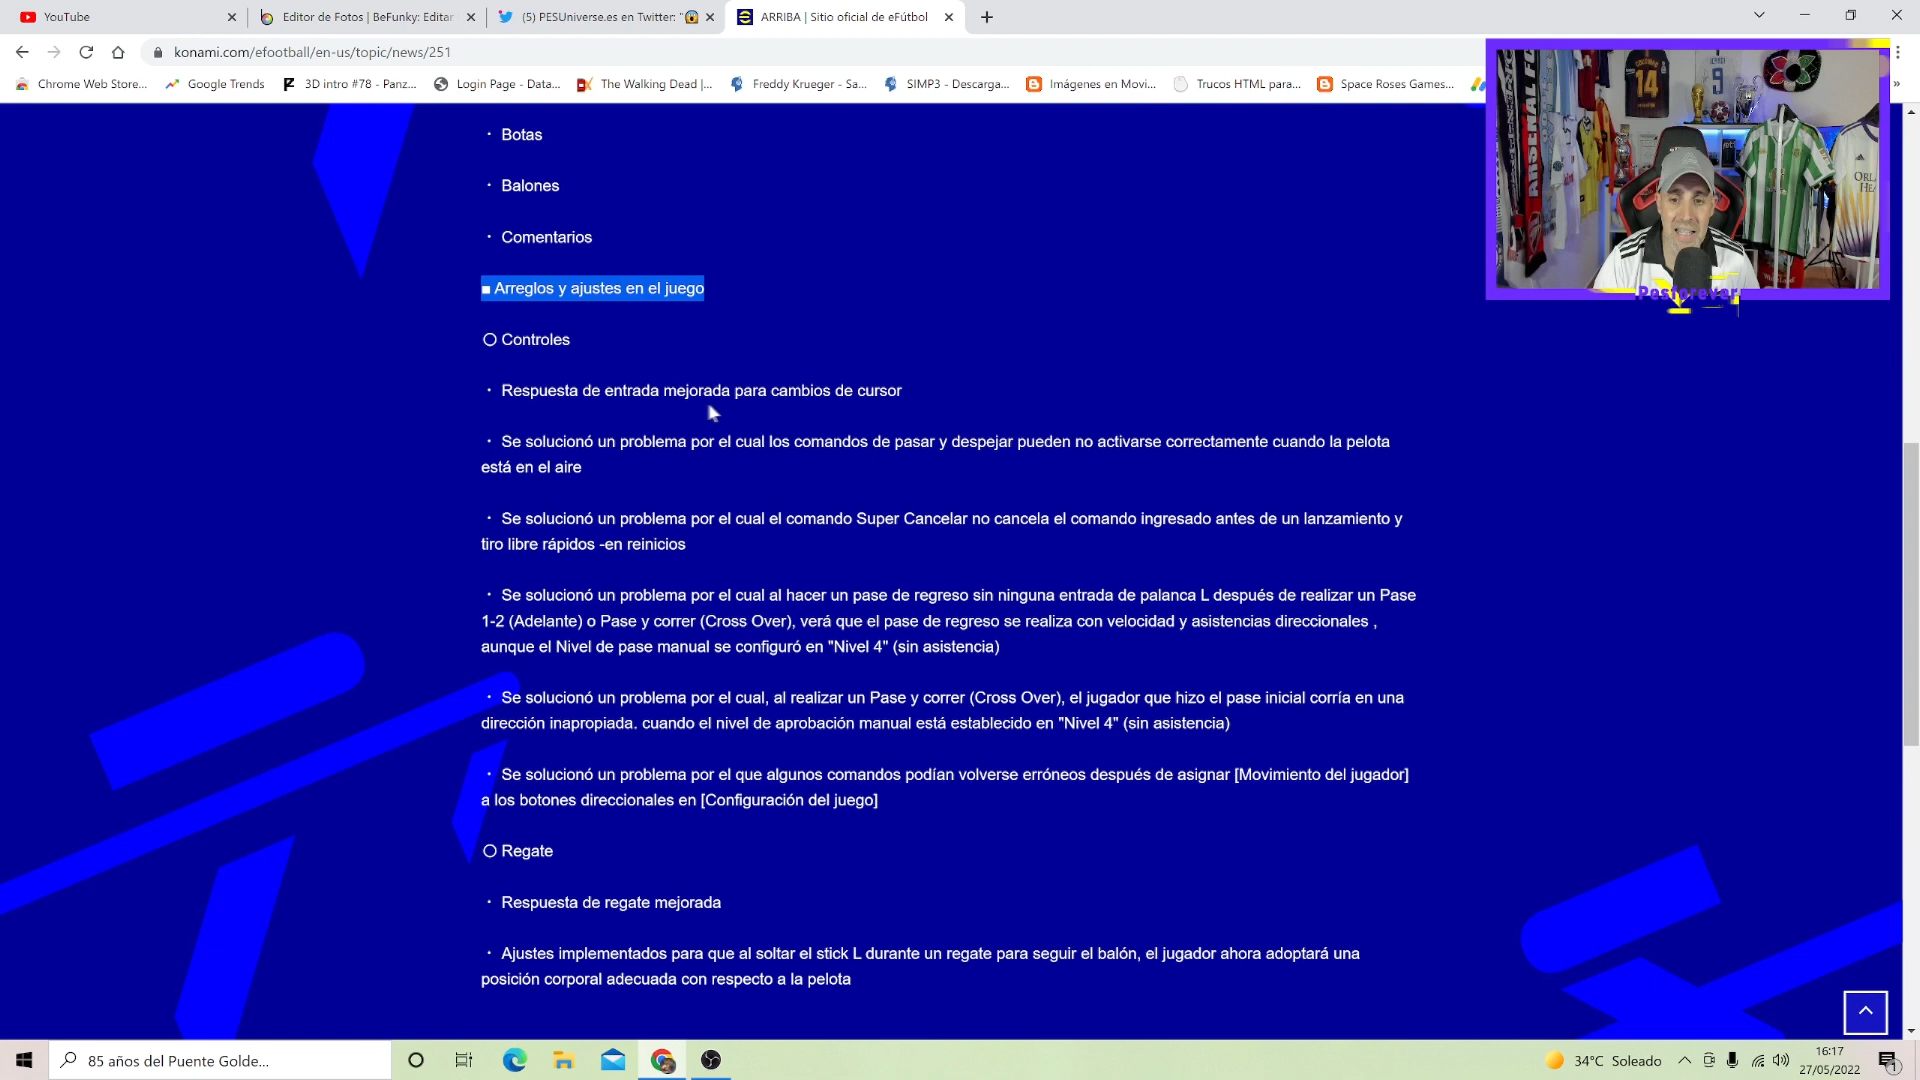 YouTube
Editor de Fotos | BeFunky: Editar
(5) PESUniverse.es en Twitter: "😱
ARRIBA | Sitio oficial de eFútbol
konami.com/efootball/en-us/topic/news/251
Chrome Web Store...
Google Trends
3D intro #78 - Panz...
Login Page - Data...
The Walking Dead |...
Freddy Krueger - Sa...
SIMP3 - Descarga...
Imágenes en Movi...
Trucos HTML para...
Space Roses Games...
»
・ Botas
・ Balones
・ Comentarios
■ Arreglos y ajustes en el juego
○ Controles
・ Respuesta de entrada mejorada para cambios de cursor
・ Se solucionó un problema por el cual los comandos de pasar y despejar pueden no activarse correctamente cuando la pelota
está en el aire
・ Se solucionó un problema por el cual el comando Super Cancelar no cancela el comando ingresado antes de un lanzamiento y
tiro libre rápidos -en reinicios
・ Se solucionó un problema por el cual al hacer un pase de regreso sin ninguna entrada de palanca L después de realizar un Pase
1-2 (Adelante) o Pase y correr (Cross Over), verá que el pase de regreso se realiza con velocidad y asistencias direccionales ,
aunque el Nivel de pase manual se configuró en "Nivel 4" (sin asistencia)
・ Se solucionó un problema por el cual, al realizar un Pase y correr (Cross Over), el jugador que hizo el pase inicial corría en una
dirección inapropiada. cuando el nivel de aprobación manual está establecido en "Nivel 4" (sin asistencia)
・ Se solucionó un problema por el que algunos comandos podían volverse erróneos después de asignar [Movimiento del jugador]
a los botones direccionales en [Configuración del juego]
○ Regate
・ Respuesta de regate mejorada
・ Ajustes implementados para que al soltar el stick L durante un regate para seguir el balón, el jugador ahora adoptará una
posición corporal adecuada con respecto a la pelota
14
9
Pesforever
85 años del Puente Golde...
34°C Soleado
16:17
27/05/2022
1